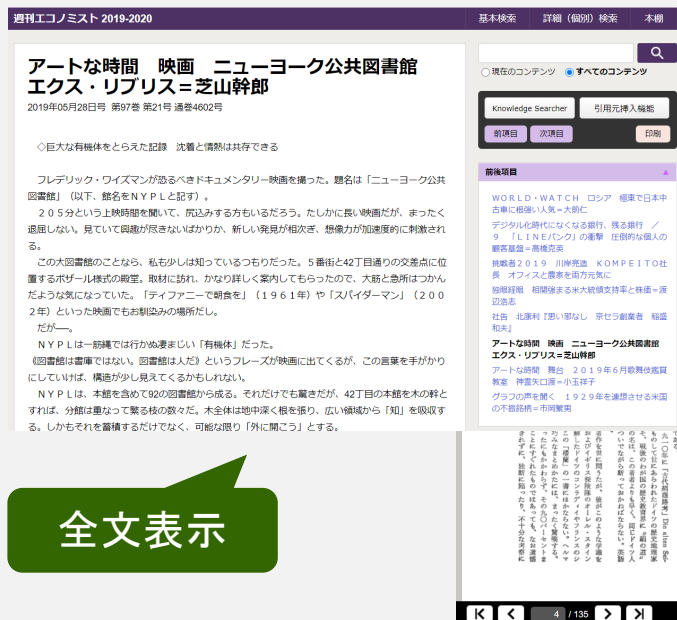 週刊エコノミスト 2019-2020
基本検索
詳細（個別）検索
本棚
アートな時間　映画　ニューヨーク公共図書館
エクス・リブリス＝芝山幹郎
2019年05月28日号 第97巻 第21号 通巻4602号
◇巨大な有機体をとらえた記録　沈着と情熱は共存できる
フレデリック・ワイズマンが恐るべきドキュメンタリー映画を撮った。題名は「ニューヨーク公共
図書館」（以下、館名をＮＹＰＬと記す）。
２０５分という上映時間を聞いて、尻込みする方もいるだろう。たしかに長い映画だが、まったく
退屈しない。見ていて興趣が尽きないばかりか、新しい発見が相次ぎ、想像力が加速度的に刺激され
る。
この大図書館のことなら、私も少しは知っているつもりだった。５番街と42丁目通りの交差点に位
置するボザール様式の殿堂。取材に訪れ、かなり詳しく案内してもらったので、大筋と急所はつかん
だような気になっていた。「ティファニーで朝食を」（１９６１年）や「スパイダーマン」（２００
２年）といった映画でもお馴染みの場所だし。
だが──。
ＮＹＰＬは一筋縄では行かぬ凄まじい「有機体」だった。
《図書館は書庫ではない。図書館は人だ》というフレーズが映画に出てくるが、この言葉を手がかり
にしていけば、構造が少し見えてくるかもしれない。
ＮＹＰＬは、本館を含めて92の図書館から成る。それだけでも驚きだが、42丁目の本館を木の幹と
すれば、分館は重なって繁る枝の数々だ。木全体は地中深く根を張り、広い領域から「知」を吸収す
る。しかもそれを蓄積するだけでなく、可能な限り「外に開こう」とする。
現在のコンテンツ
すべてのコンテンツ
Knowledge Searcher
引用元挿入機能
前項目
次項目
印刷
前後項目
ＷＯＲＬＤ・ＷＡＴＣＨ　ロシア　極東で日本中
古車に根強い人気＝大前仁
デジタル化時代になくなる銀行、残る銀行　／
９　「ＬＩＮＥバンク」の衝撃　圧倒的な個人の
顧客基盤＝高橋克英
挑戦者２０１９　川岸亮造　ＫＯＭＰＥＩＴＯ社
長　オフィスと農家を両方元気に
独眼経眼　相関強まる米大統領支持率と株価＝渡
辺浩志
社告　北康利『思い邪なし　京セラ創業者　稲盛
和夫』
アートな時間　映画　ニューヨーク公共図書館
エクス・リブリス＝芝山幹郎
アートな時間　舞台　２０１９年６月歌舞伎鑑賞
教室　神霊矢口渡＝小玉祥子
グラフの声を聞く　１９２９年を連想させる米国
の不振銘柄＝市岡繁男
全文表示
4 / 135